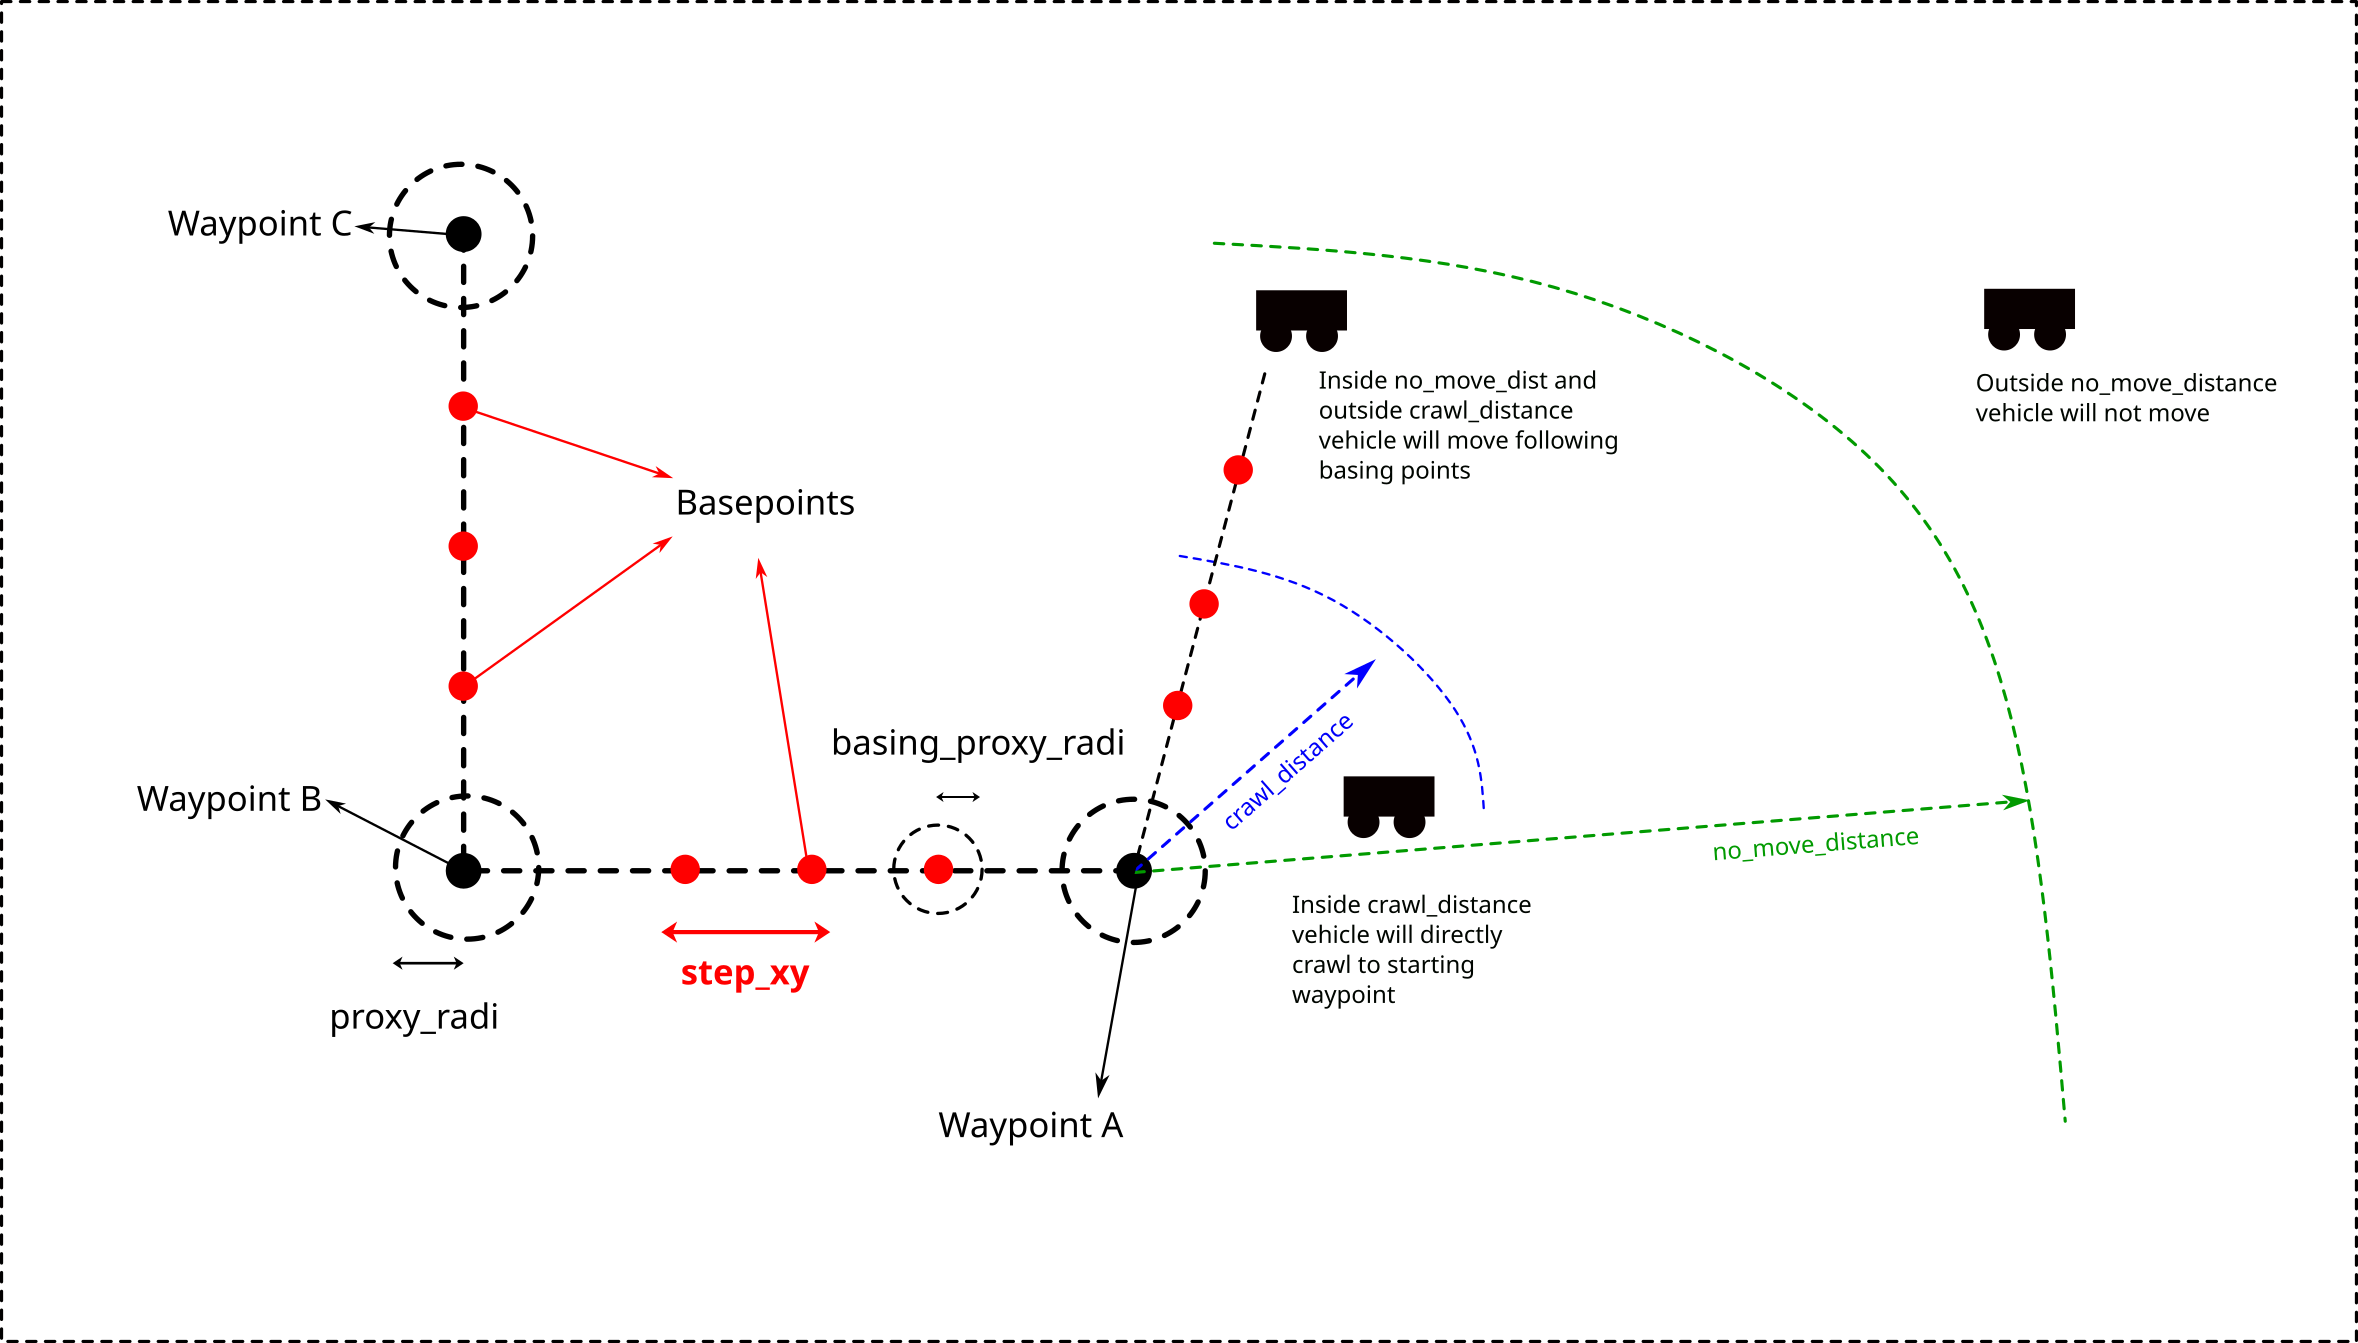 Waypoint C
Inside no_move_dist and
outside crawl_distance
vehicle will move following
basing points
Outside no_move_distance
vehicle will not move
Basepoints
basing_proxy_radi
crawl_distance
Waypoint B
no_move_distance
Inside crawl_distance
vehicle will directly
crawl to starting
waypoint
step_xy
proxy_radi
Waypoint A